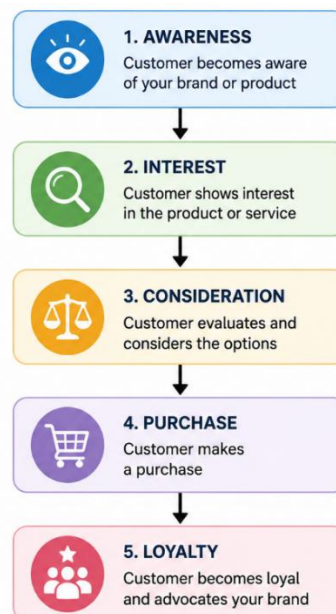 1. AWARENESS
Customer becomes aware
of your brand or product
2. INTEREST
Customer shows interest
in the product or service
3. CONSIDERATION
Customer evaluates and
considers the options
4. PURCHASE
Customer makes
a purchase
5. LOYALTY
Customer becomes loyal
and advocates your brand